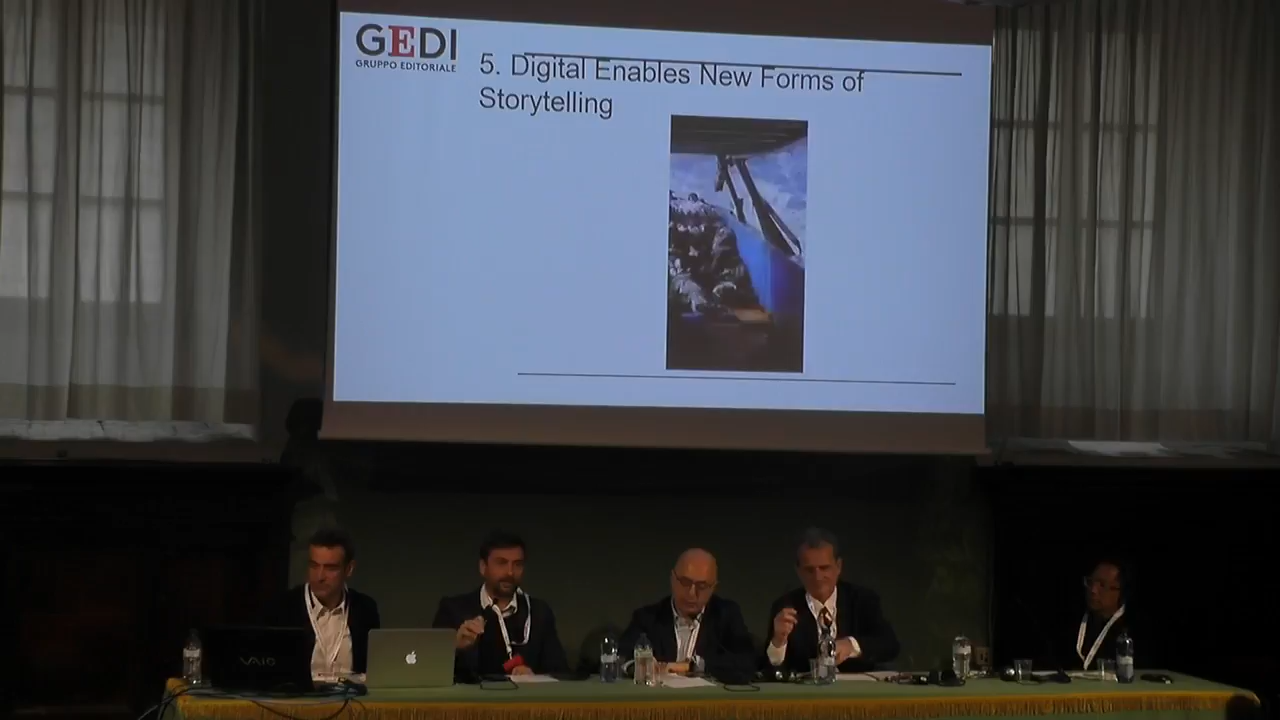 GEDI
GRUPPO EDITORIALE
5. Digital Enables New Forms of
Storytelling
VAIO